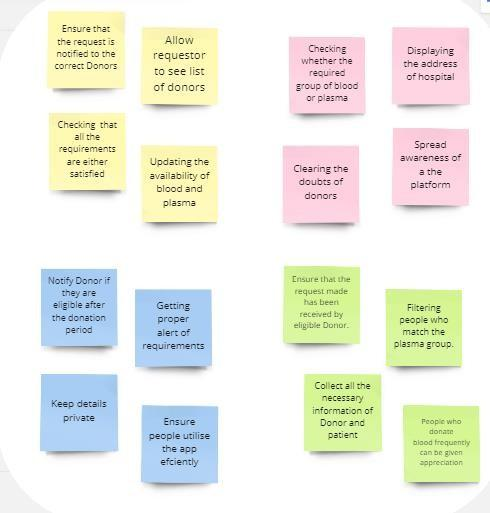 Ensure that
the request is
notified to the
correct Donors
Allow
requestor
to see list
of donors
Checking that
all the
requirements
are either
satisfied
Updating the
availability of
blood and
plasma
Checking
whether the
required
group of blood
or plasma
Displaying
the address
of hospital
Clearing the
doubts of
donors
Spread
awareness of
a the
platform
Notify Donor if
they are
eligible after
the donation
period
Getting
proper
alert of
requirements
Keep details
private
Ensure
people utilise
the app
efciently
Ensure that the
request made
has been
received by
eligible Donor.
Filtering
people who
match the
plasma group.
Collect all the
necessary
information of
Donor and
patient
People who
donate
blood frequently
can be given
appreciation